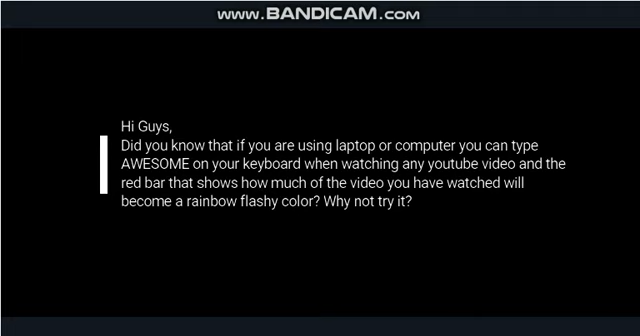 www.BANDICAM.com
Hi Guys,
Did you know that if you are using laptop or computer you can type
AWESOME on your keyboard when watching any youtube video and the
red bar that shows how much of the video you have watched will
become a rainbow flashy color? Why not try it?